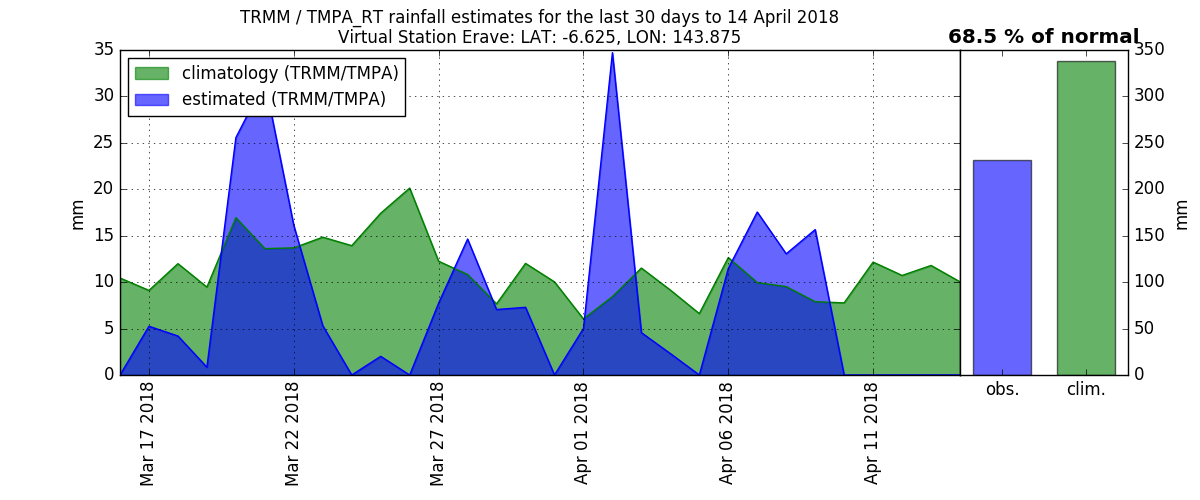 TRMM / TMPA_RT rainfall estimates for the last 30 days to 14 April 2018
Virtual Station Erave: LAT: -6.625, LON: 143.875
68.5 % of normal
climatology (TRMM/TMPA)
estimated (TRMM/TMPA)
35
30
25
20
15
10
5
0
mm
Mar 17 2018
Mar 22 2018
Mar 27 2018
Apr 01 2018
Apr 06 2018
Apr 11 2018
350
300
250
200
150
100
50
0
mm
obs.
clim.